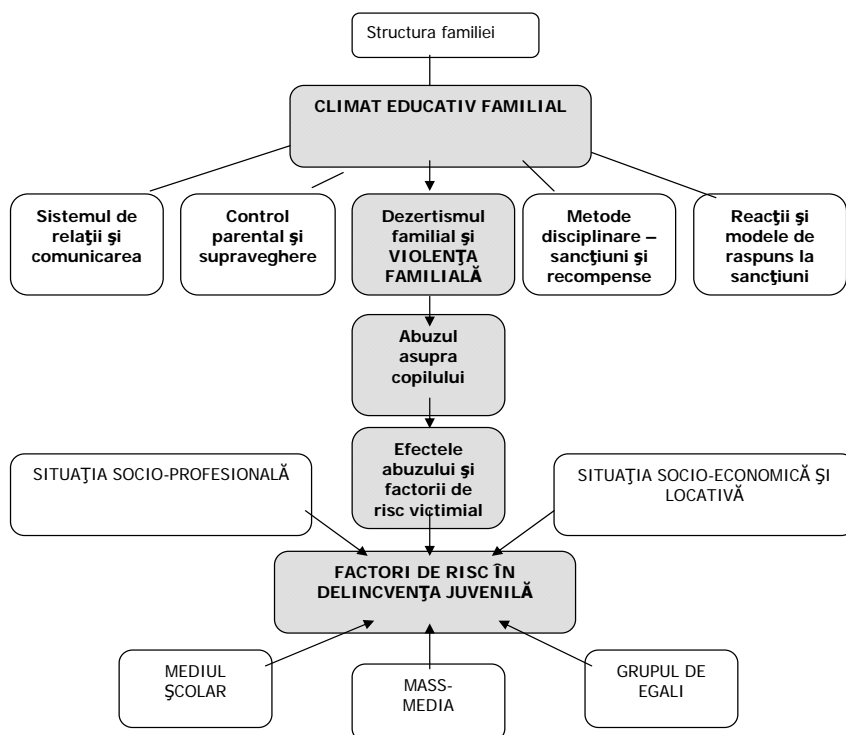 Structura familiei
CLIMAT EDUCATIV FAMILIAL
Sistemul de
relaţii şi
comunicarea
Control
parental şi
supraveghere
Dezertismul
familial şi
VIOLENŢA
FAMILIALĂ
Metode
disciplinare –
sancţiuni şi
recompense
Reacţii şi
modele de
raspuns la
sancţiuni
Abuzul
asupra
copilului
Efectele
abuzului şi
factorii de
risc victimial
SITUAŢIA SOCIO-PROFESIONALĂ
SITUAŢIA SOCIO-ECONOMICĂ ŞI
LOCATIVĂ
FACTORI DE RISC ÎN
DELINCVENŢA JUVENILĂ
MEDIUL
ŞCOLAR
MASS-
MEDIA
GRUPUL DE
EGALI